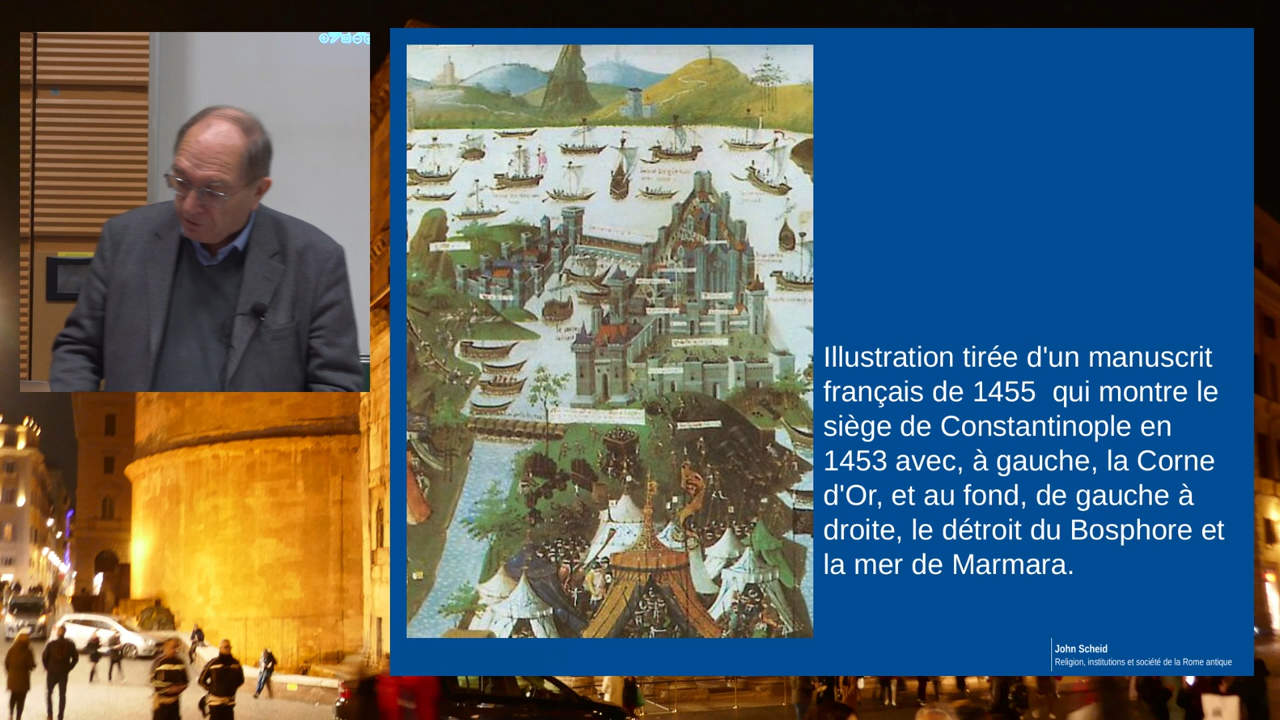 Illustration tirée d'un manuscrit
français de 1455  qui montre le
siège de Constantinople en
1453 avec, à gauche, la Corne
d'Or, et au fond, de gauche à
droite, le détroit du Bosphore et
la mer de Marmara.
John Scheid
Religion, institutions et société de la Rome antique